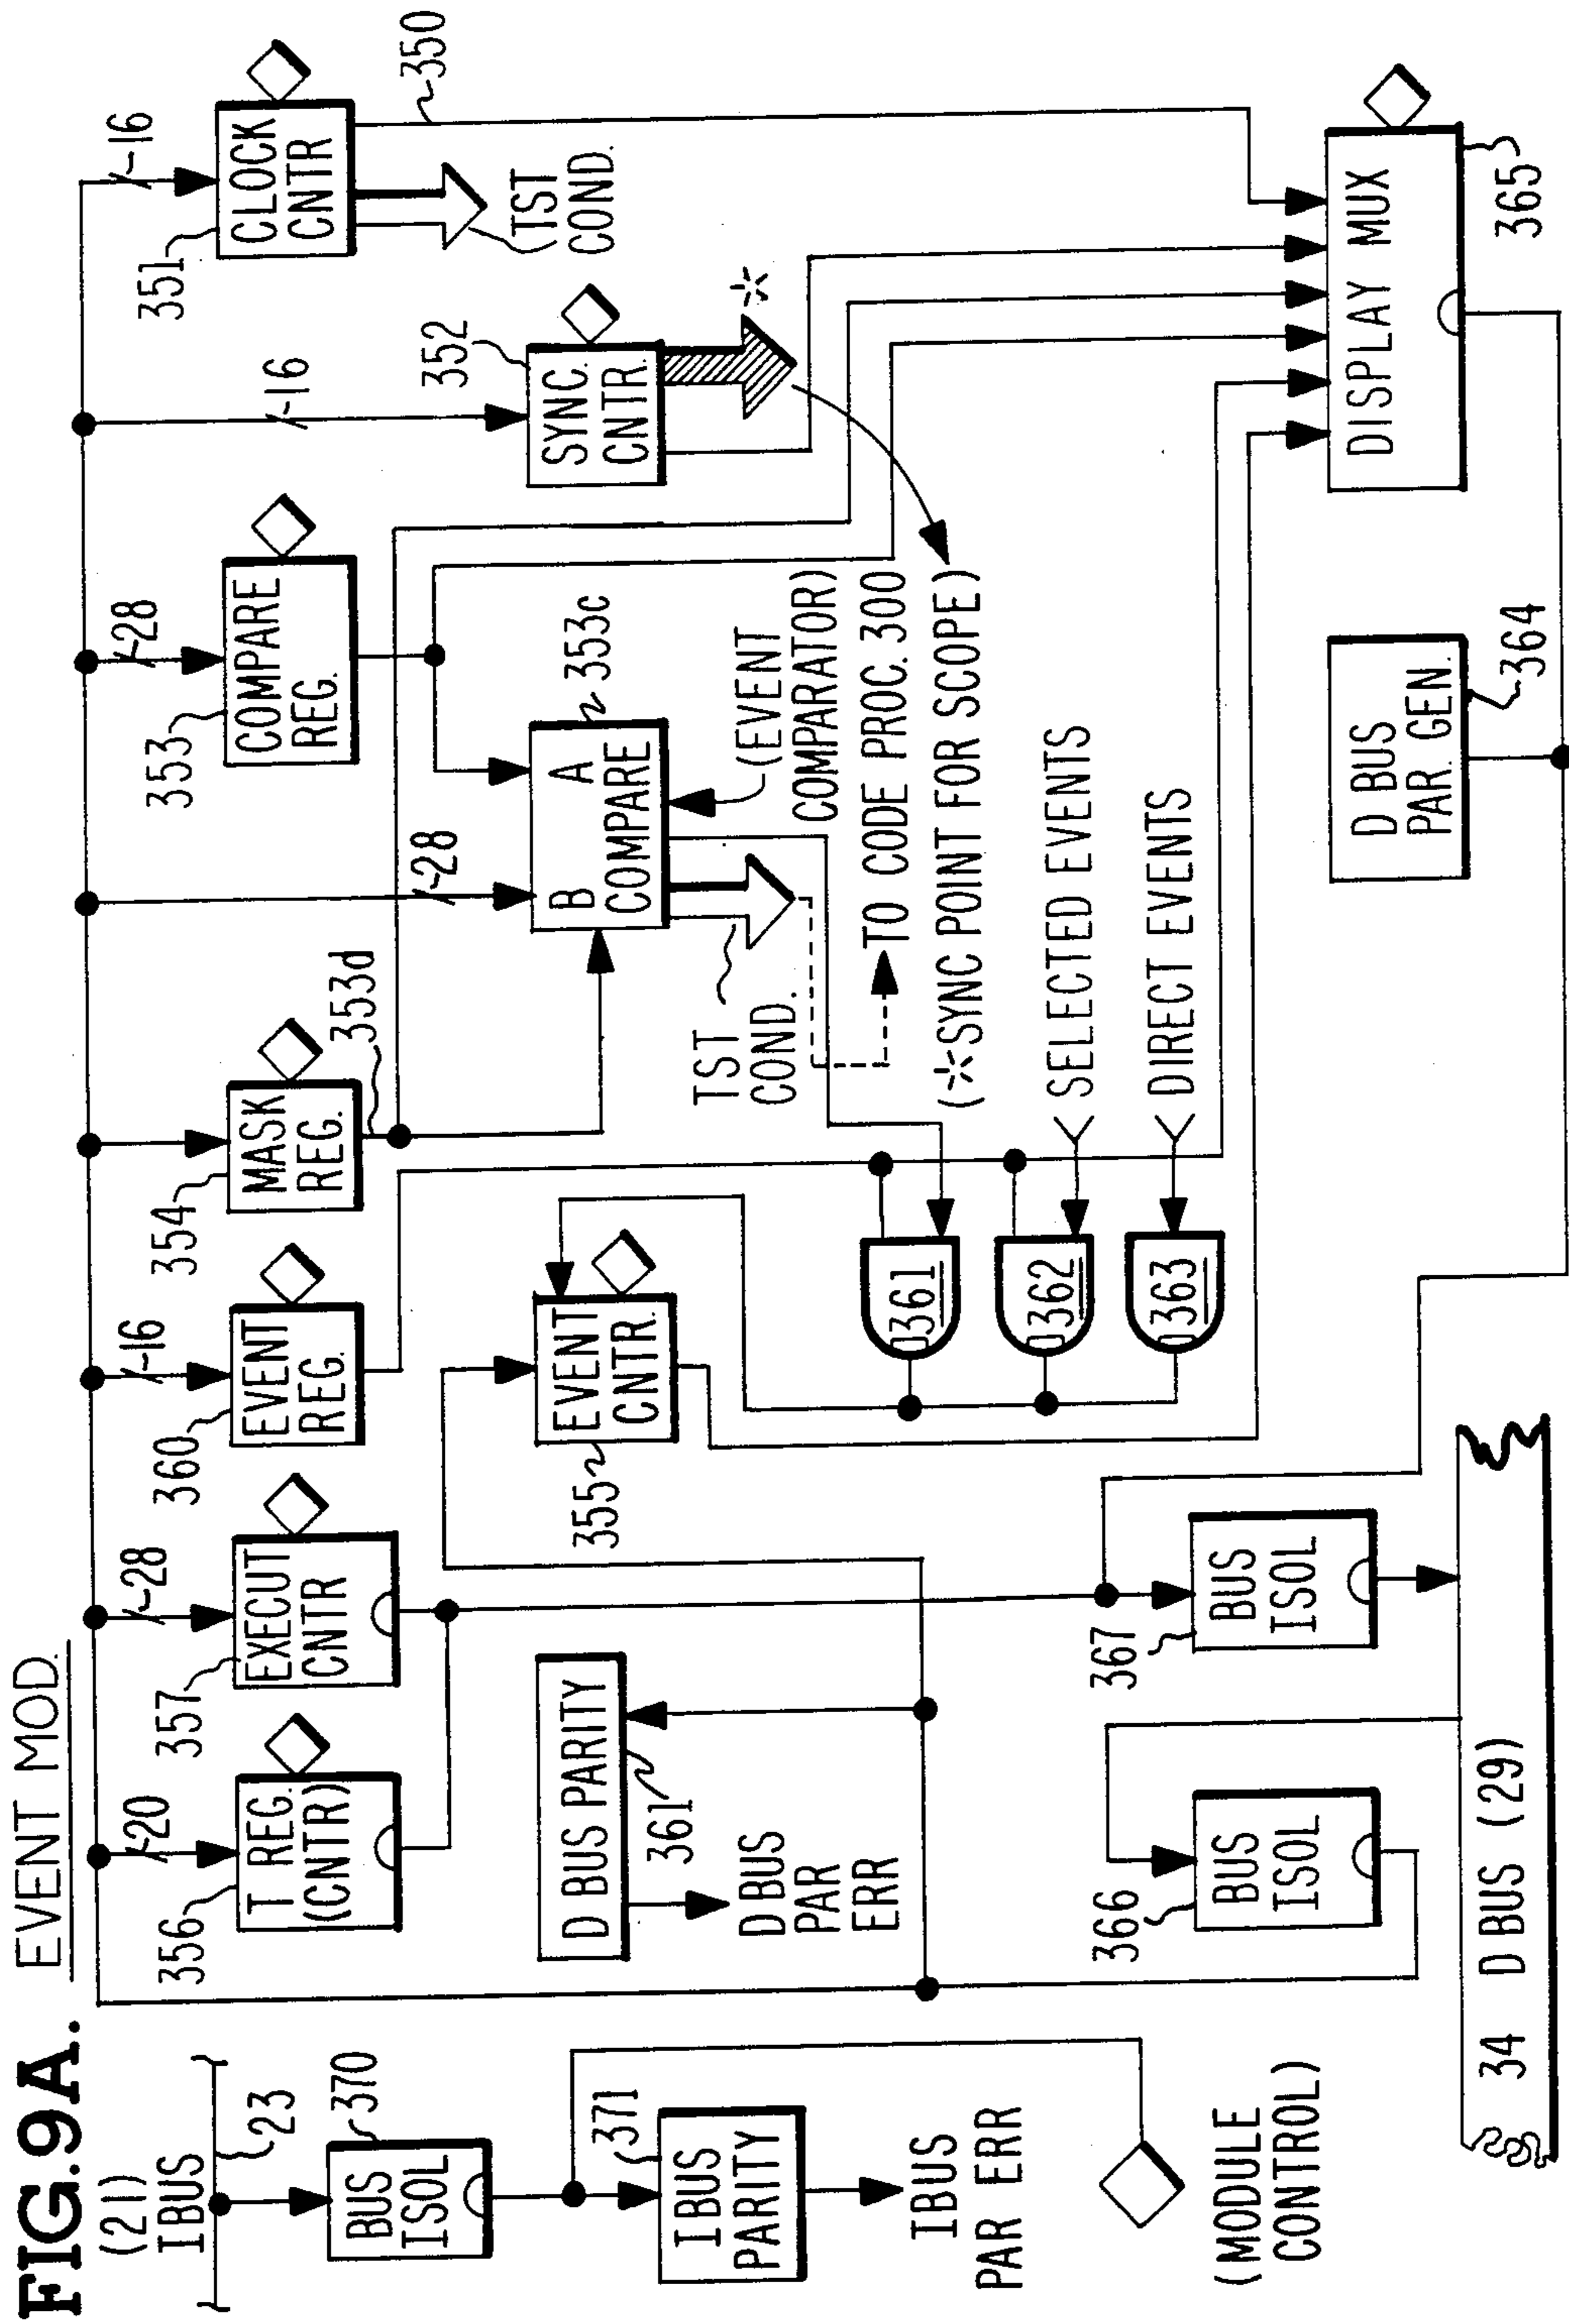 FIG.9A.
EVENT MOD.
(21)
IBUS
23
BUS
ISOL
370
IBUS
PARITY
371
IBUS
PAR ERR
(MODULE
CONTROL)
20
28
16
28
28
16
16
T REG.
(CNTR)
356
EXECUT
CNTR
357
EVENT
REG.
360
MASK
REG.
354
353d
COMPARE
REG.
353
SYNC.
CNTR.
352
*
CLOCK
CNTR
351
350
(TST
COND.
D BUS PARITY
361
D BUS
PAR
ERR
EVENT
CNTR.
355
B A
COMPARE
353c
(EVENT
COMPARATOR)
TST
COND.
TO CODE PROC. 300
(*SYNC POINT FOR SCOPE)
SELECTED EVENTS
DIRECT EVENTS
361
362
363
BUS
ISOL
366
BUS
ISOL
367
D BUS
PAR. GEN.
364
DISPLAY MUX
365
34 D BUS (29)